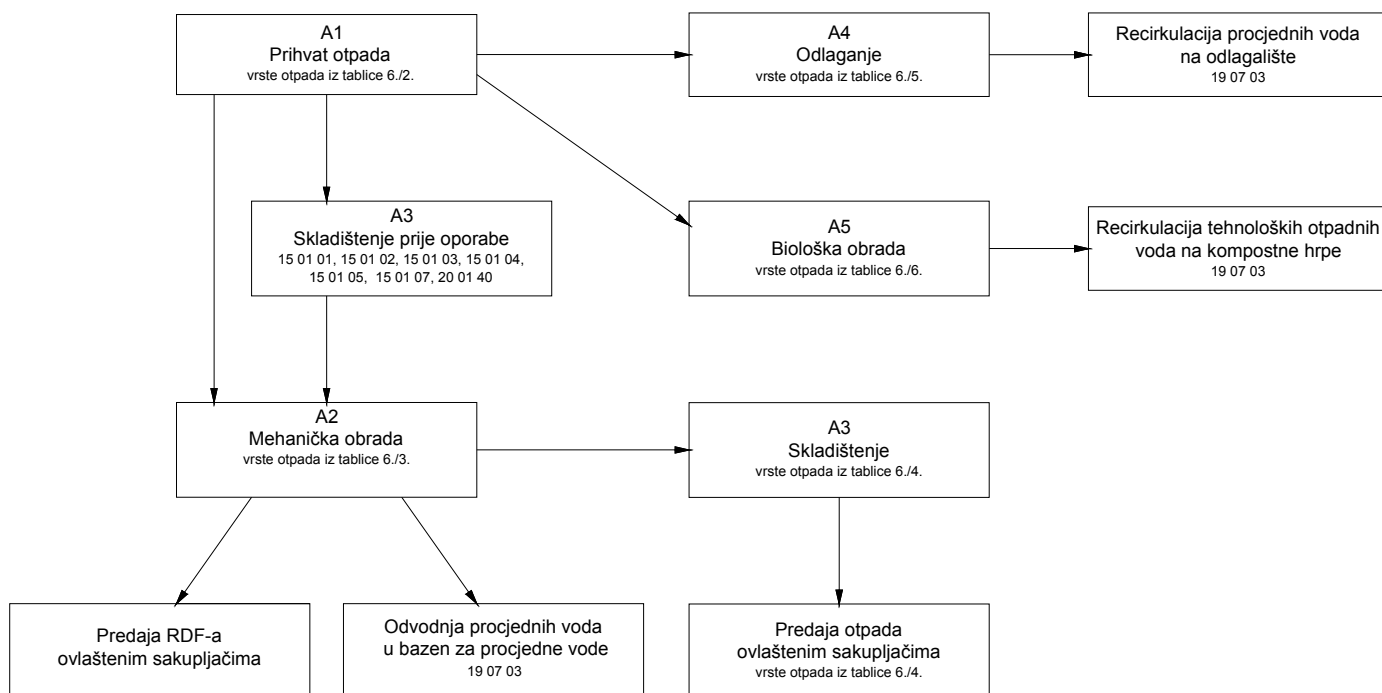 A1
Prihvat otpada
vrste otpada iz tablice 6./2.
A4
Odlaganje
vrste otpada iz tablice 6./5.
Recirkulacija procjednih voda
na odlagalište
19 07 03
A3
Skladištenje prije oporabe
15 01 01, 15 01 02, 15 01 03, 15 01 04,
15 01 05, 15 01 07, 20 01 40
A5
Biološka obrada
vrste otpada iz tablice 6./6.
Recirkulacija tehnoloških otpadnih
voda na kompostne hrpe
19 07 03
A2
Mehanička obrada
vrste otpada iz tablice 6./3.
A3
Skladištenje
vrste otpada iz tablice 6./4.
Predaja RDF-a
ovlaštenim sakupljačima
Odvodnja procjednih voda
u bazen za procjedne vode
19 07 03
Predaja otpada
ovlaštenim sakupljačima
vrste otpada iz tablice 6./4.